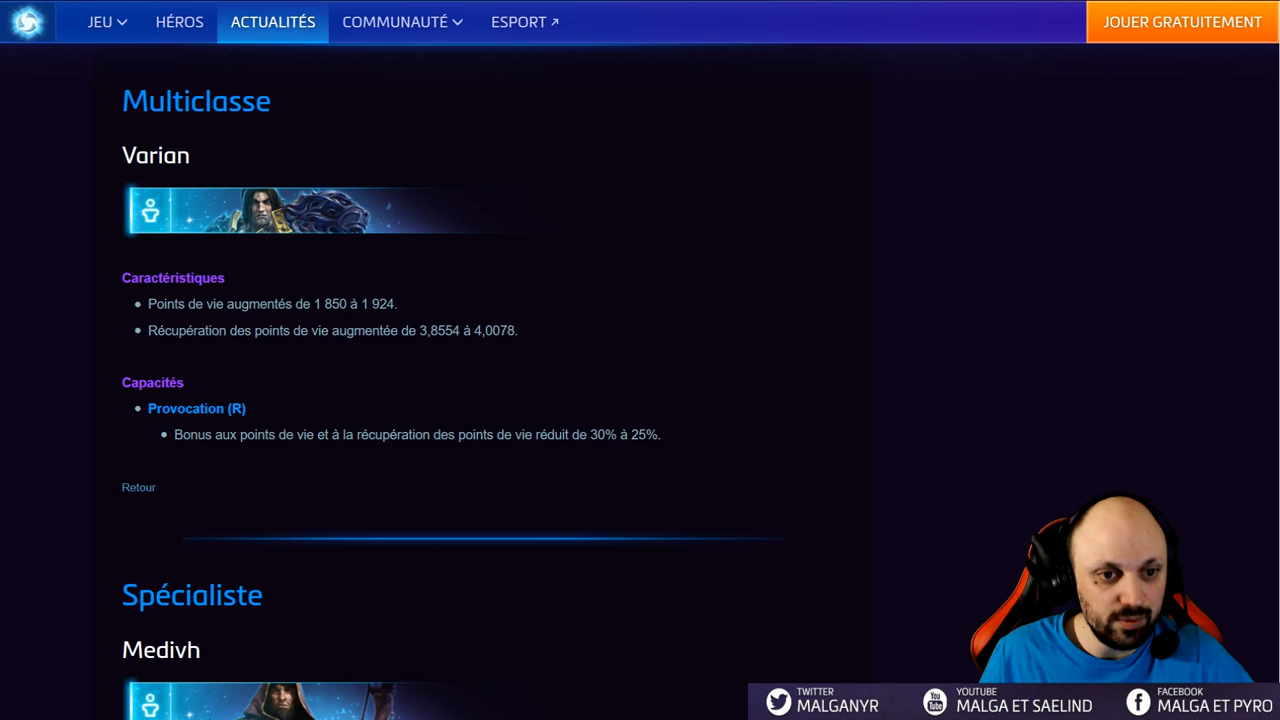 JEU HÉROS ACTUALITÉS COMMUNAUTÉ ESPORT JOUER GRATUITEMENT
Multiclasse
Varian
Caractéristiques
Points de vie augmentés de 1 850 à 1 924.
Récupération des points de vie augmentée de 3,8554 à 4,0078.
Capacités
Provocation (R)
Bonus aux points de vie et à la récupération des points de vie réduit de 30% à 25%.
Retour
Spécialiste
Medivh
TWITTER
MALGANYR
You Tube
YOUTUBE
MALGA ET SAELIND
FACEBOOK
MALGA ET PYRO